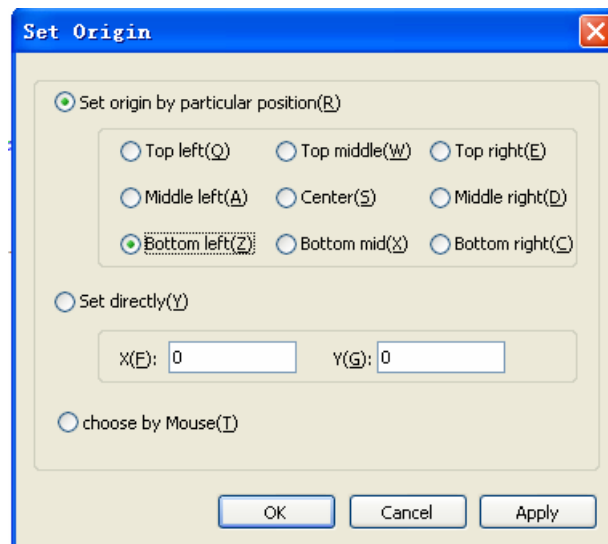 Set Origin
Set origin by particular position(R)
Top left(Q) Top middle(W) Top right(E)
Middle left(A) Center(S) Middle right(D)
Bottom left(Z) Bottom mid(X) Bottom right(C)
Set directly(Y)
X(F): 0 Y(G): 0
choose by Mouse(T)
OK Cancel Apply